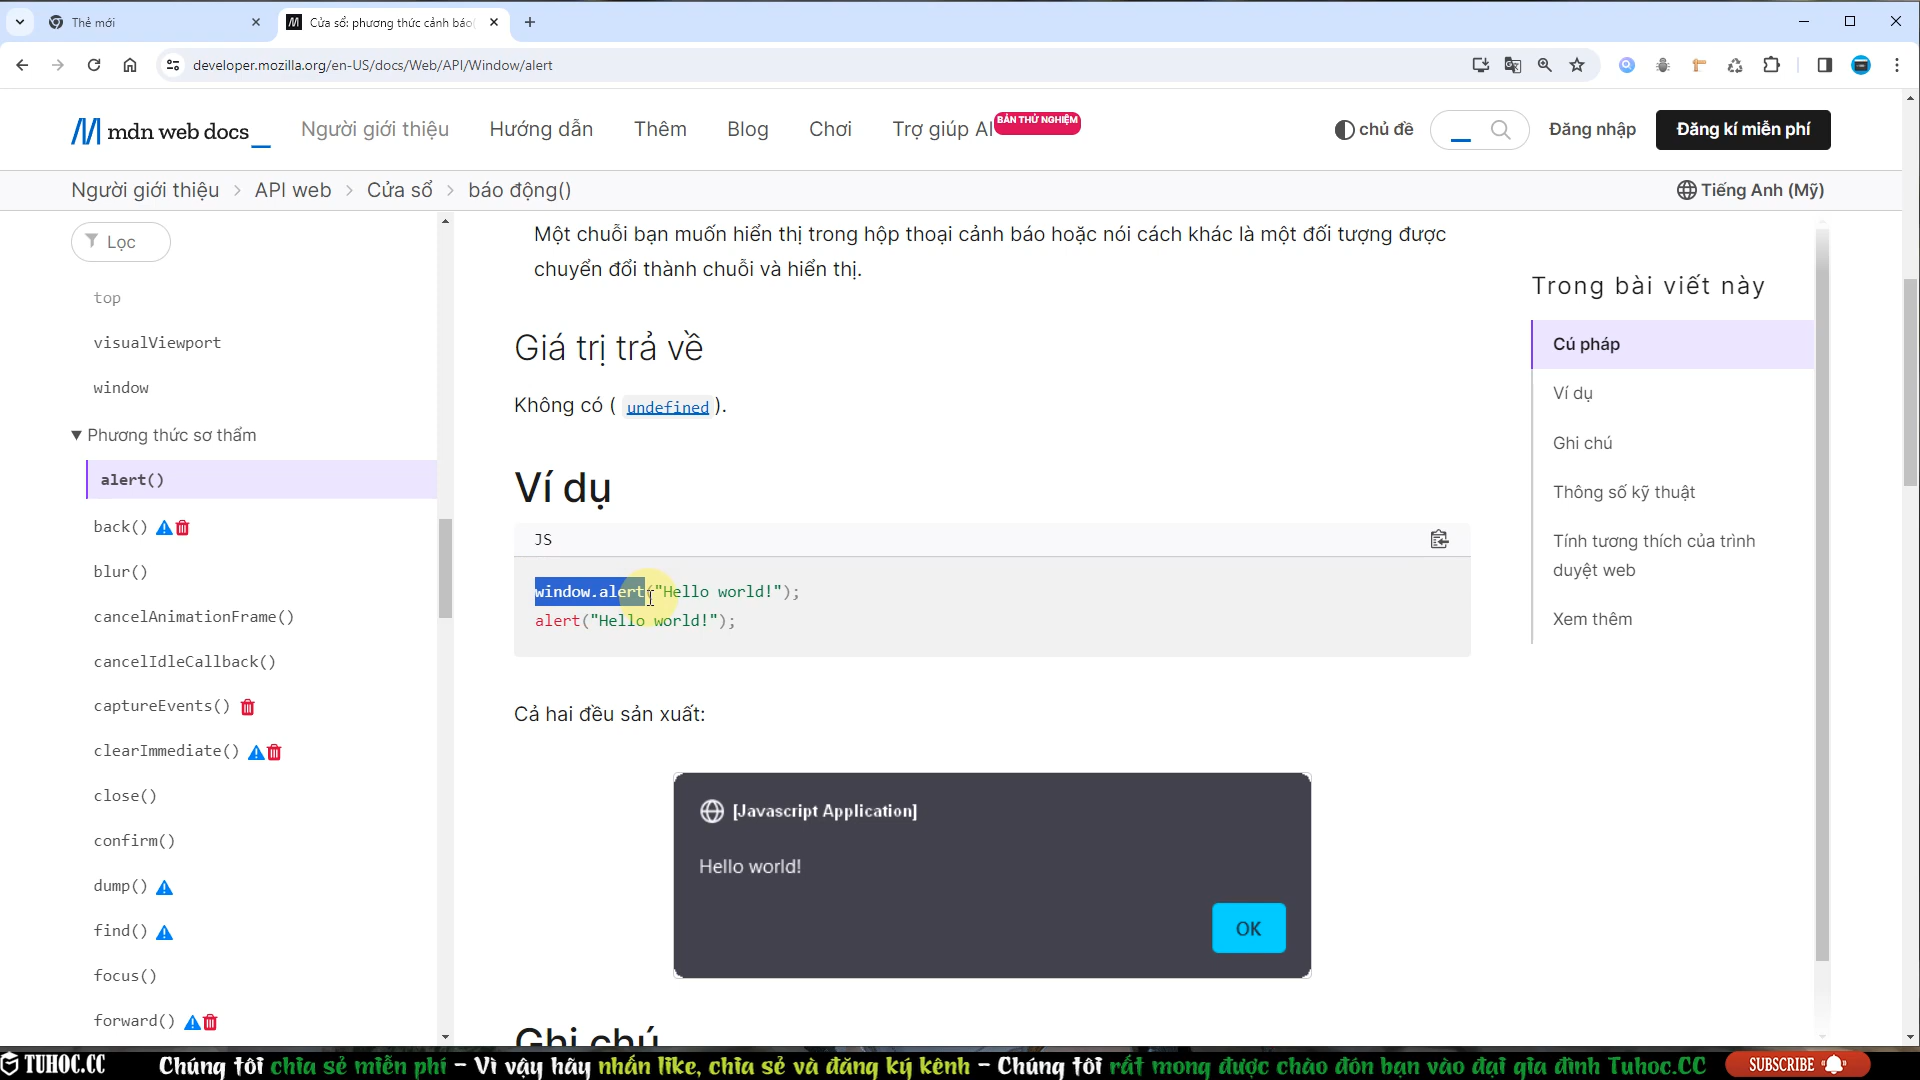 Thẻ mới
Cửa sổ: phương thức cảnh báo
developer.mozilla.org/en-US/docs/Web/API/Window/alert
mdn web docs
Người giới thiệu
Hướng dẫn
Thêm
Blog
Chơi
Trợ giúp AI
BẢN THỬ NGHIỆM
chủ đề
Đăng nhập
Đăng kí miễn phí
Người giới thiệu > API web > Cửa sổ > báo động()
Tiếng Anh (Mỹ)
Lọc
top
visualViewport
window
Phương thức sơ thẩm
alert()
back()
blur()
cancelAnimationFrame()
cancelIdleCallback()
captureEvents()
clearImmediate()
close()
confirm()
dump()
find()
focus()
forward()
Một chuỗi bạn muốn hiển thị trong hộp thoại cảnh báo hoặc nói cách khác là một đối tượng được
chuyển đổi thành chuỗi và hiển thị.
Giá trị trả về
Không có ( undefined ).
Ví dụ
JS
window.alert("Hello world!");
alert("Hello world!");
Cả hai đều sản xuất:
[Javascript Application]
Hello world!
OK
Ghi chú
Trong bài viết này
Cú pháp
Ví dụ
Ghi chú
Thông số kỹ thuật
Tính tương thích của trình
duyệt web
Xem thêm
TUHOC.CC
Chúng tôi chia sẻ miễn phí - Vì vậy hãy nhấn like, chia sẻ và đăng ký kênh - Chúng tôi rất mong được chào đón bạn vào đại gia đình Tuhoc.CC
SUBSCRIBE